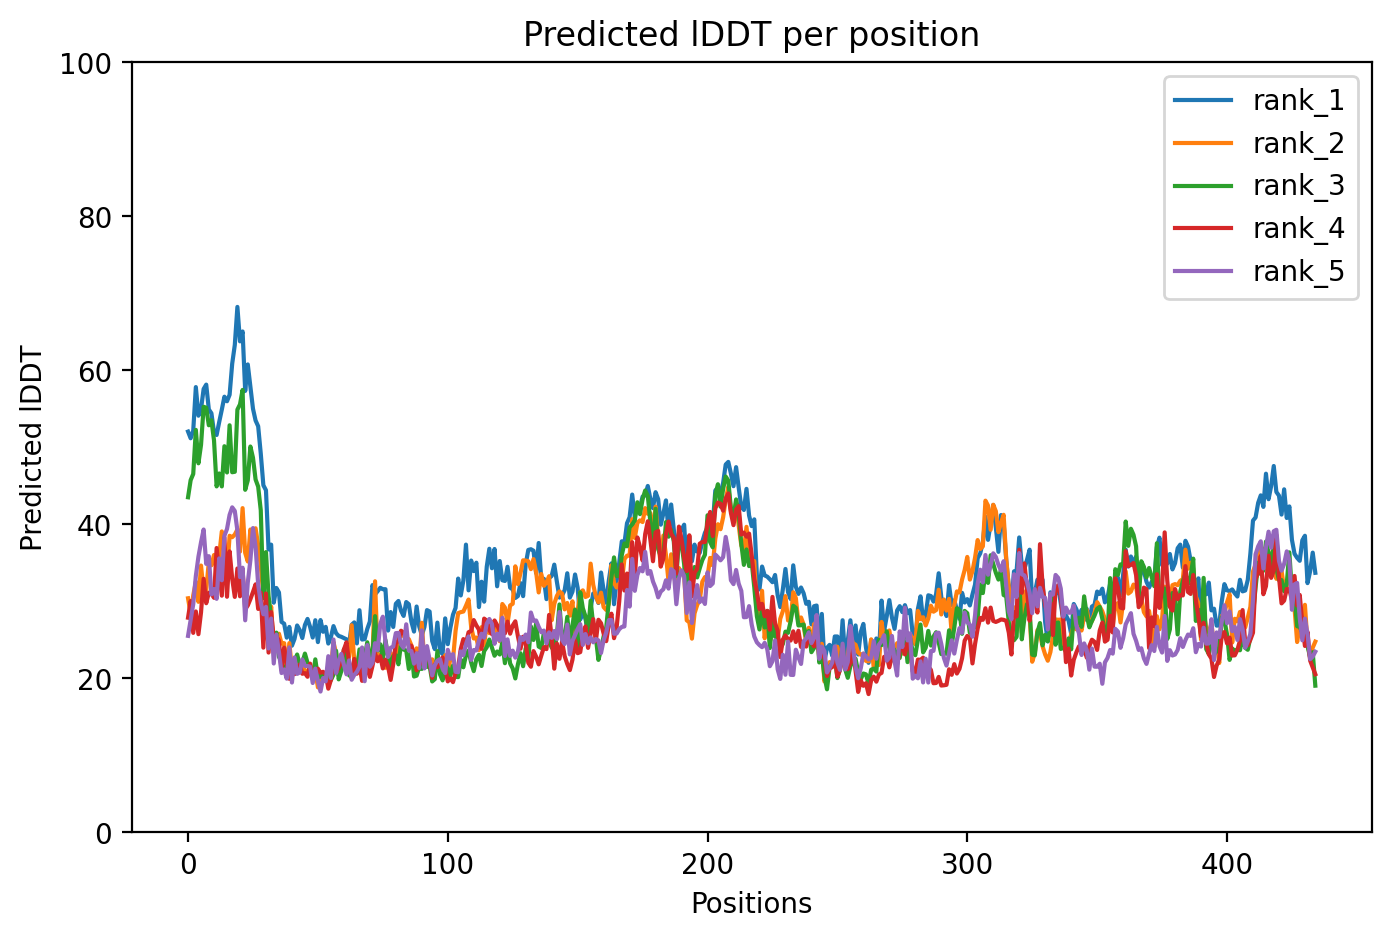 Predicted lDDT per position
100
80
60
40
20
0
Predicted lDDT
0 100 200 300 400
Positions
rank_1
rank_2
rank_3
rank_4
rank_5